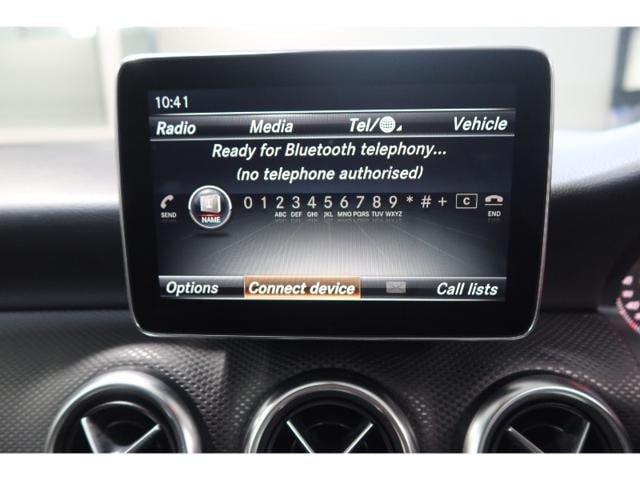 10:41
Radio Media Tel/ Vehicle
Ready for Bluetooth telephony...
(no telephone authorised)
SEND NAME 0 1 2 3 4 5 6 7 8 9 * # + C END
ABC DEF GHI JKL MNO PQRS TUV WXYZ
Options Connect device Call lists